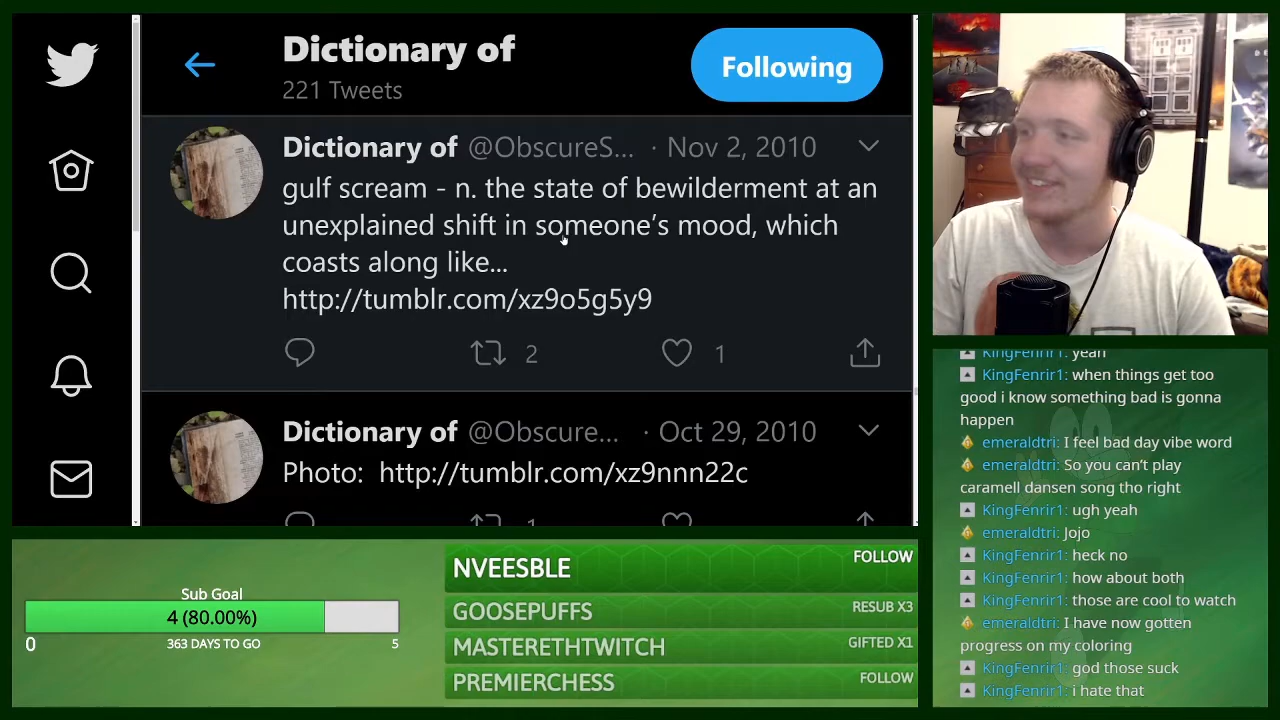 Dictionary of
221 Tweets
Following
Dictionary of @ObscureS... · Nov 2, 2010
gulf scream - n. the state of bewilderment at an
unexplained shift in someone’s mood, which
coasts along like...
http://tumblr.com/xz9o5g5y9
2
1
Dictionary of @Obscure... · Oct 29, 2010
Photo: http://tumblr.com/xz9nnn22c
1
Sub Goal
4 (80.00%)
0
363 DAYS TO GO
5
NVEESBLE FOLLOW
GOOSEPUFFS RESUB X3
MASTERETHTWITCH GIFTED X1
PREMIERCHESS FOLLOW
KingFenrir1: yeah
KingFenrir1: when things get too
good i know something bad is gonna
happen
emeraldtri: I feel bad day vibe word
emeraldtri: So you can’t play
caramell dansen song tho right
KingFenrir1: ugh yeah
emeraldtri: Jojo
KingFenrir1: heck no
KingFenrir1: how about both
KingFenrir1: those are cool to watch
emeraldtri: I have now gotten
progress on my coloring
KingFenrir1: god those suck
KingFenrir1: i hate that